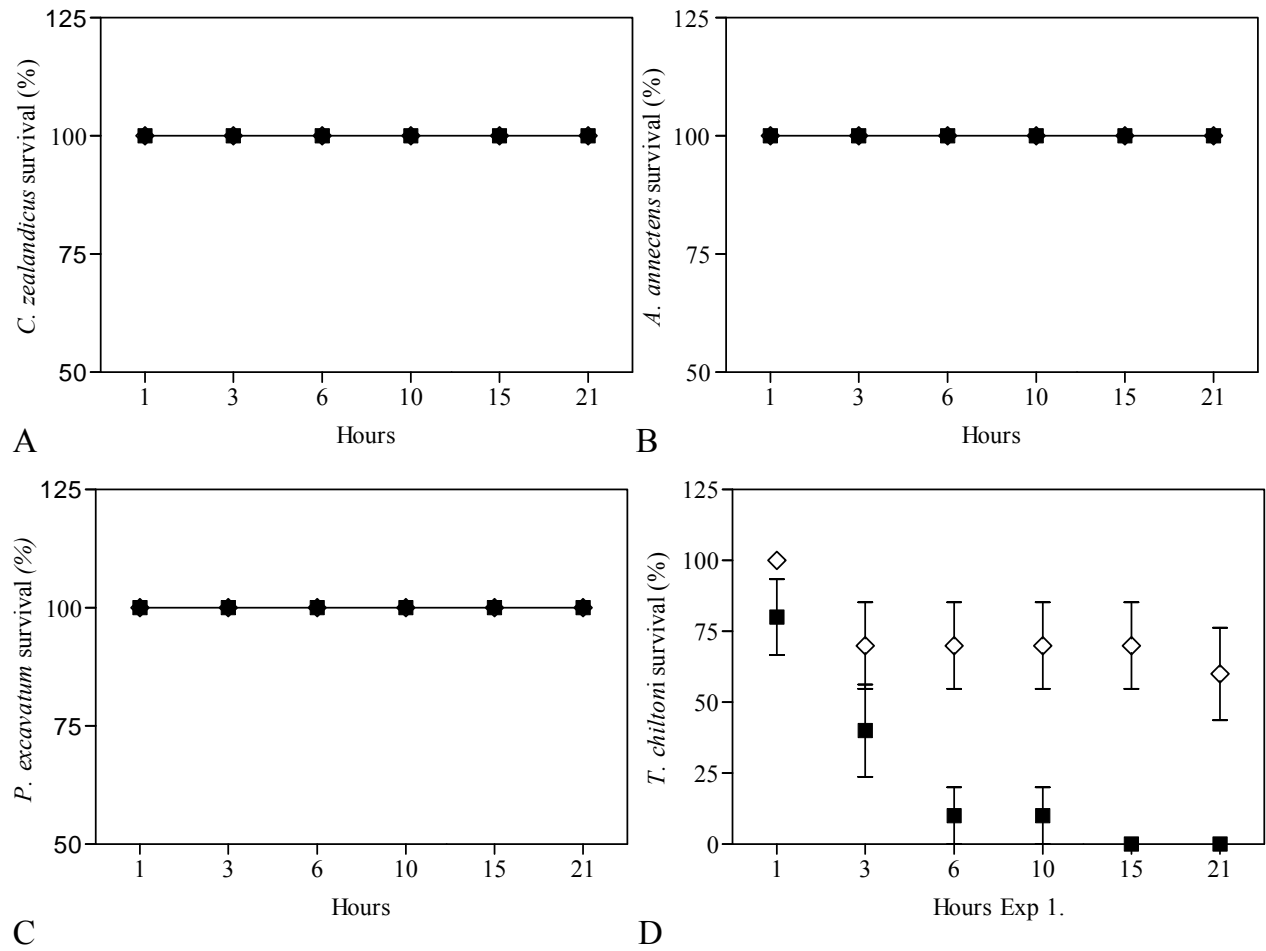 125
100
75
50
C. zealandicus survival (%)
1 3 6 10 15 21
Hours
A
125
100
75
50
A. annectens survival (%)
1 3 6 10 15 21
Hours
B
125
100
75
50
P. excavatum survival (%)
1 3 6 10 15 21
Hours
C
125
100
75
50
25
0
T. chiltoni survival (%)
1 3 6 10 15 21
Hours Exp 1.
D